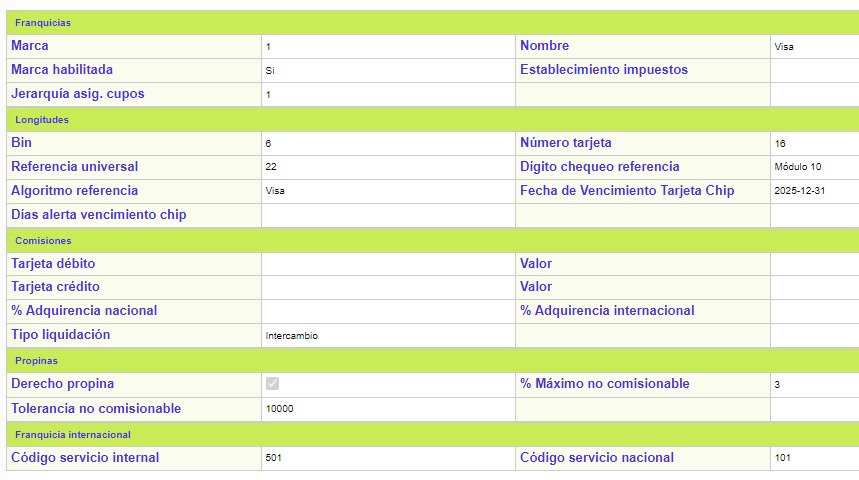 Franquicias
Marca 1 Nombre Visa
Marca habilitada Si Establecimiento impuestos
Jerarquía asig. cupos 1
Longitudes
Bin 6 Número tarjeta 16
Referencia universal 22 Dígito chequeo referencia Módulo 10
Algoritmo referencia Visa Fecha de Vencimiento Tarjeta Chip 2025-12-31
Días alerta vencimiento chip
Comisiones
Tarjeta débito Valor
Tarjeta crédito Valor
% Adquirencia nacional % Adquirencia internacional
Tipo liquidación Intercambio
Propinas
Derecho propina % Máximo no comisionable 3
Tolerancia no comisionable 10000
Franquicia internacional
Código servicio internal 501 Código servicio nacional 101